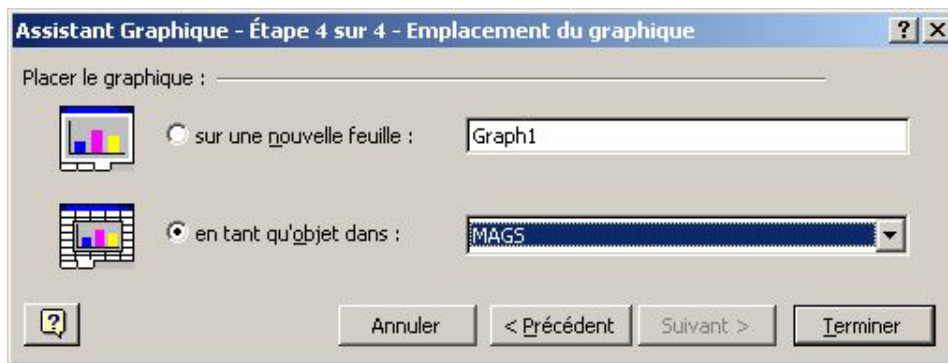 Assistant Graphique - Étape 4 sur 4 - Emplacement du graphique
Placer le graphique :
sur une nouvelle feuille : Graph1
en tant qu'objet dans : MAGS
Annuler < Précédent Suivant > Terminer